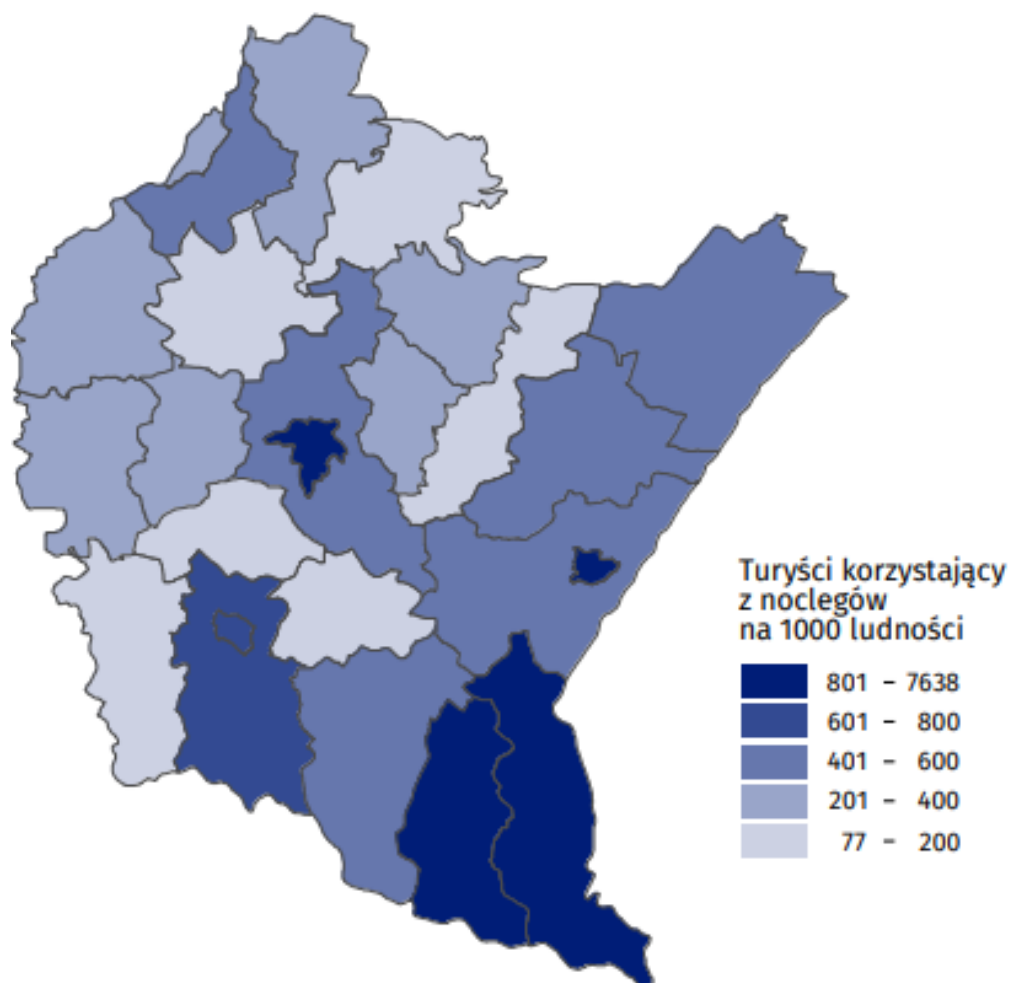 Turyści korzystający
z noclegów
na 1000 ludności
801 – 7638
601 – 800
401 – 600
201 – 400
77 – 200